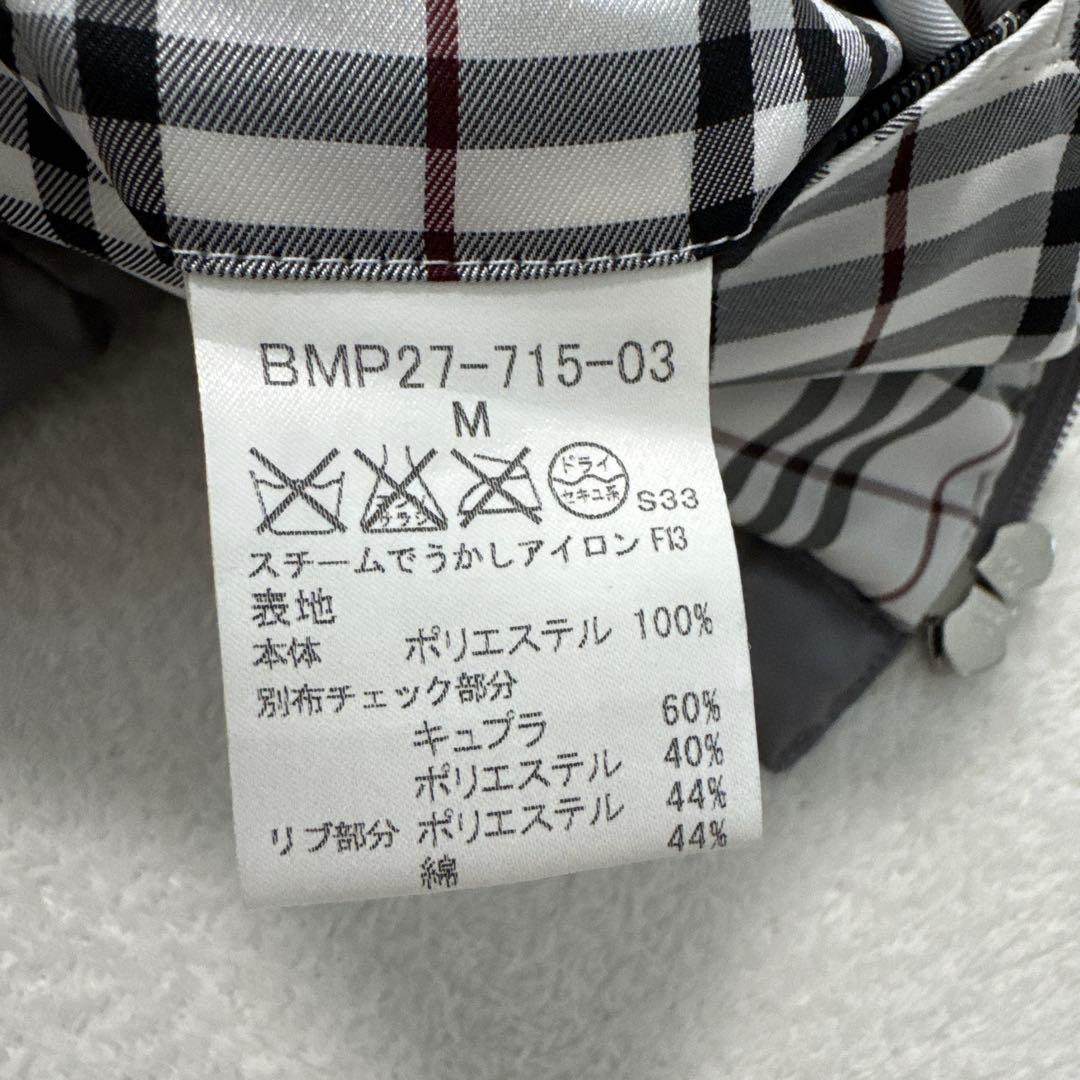 BMP27-715-03
M
ドライ
セキユ系
S33
スチームでうかしアイロン F13
表地
本体 ポリエステル 100%
別布チェック部分
キュプラ 60%
ポリエステル 40%
リブ部分 ポリエステル 44%
綿 44%